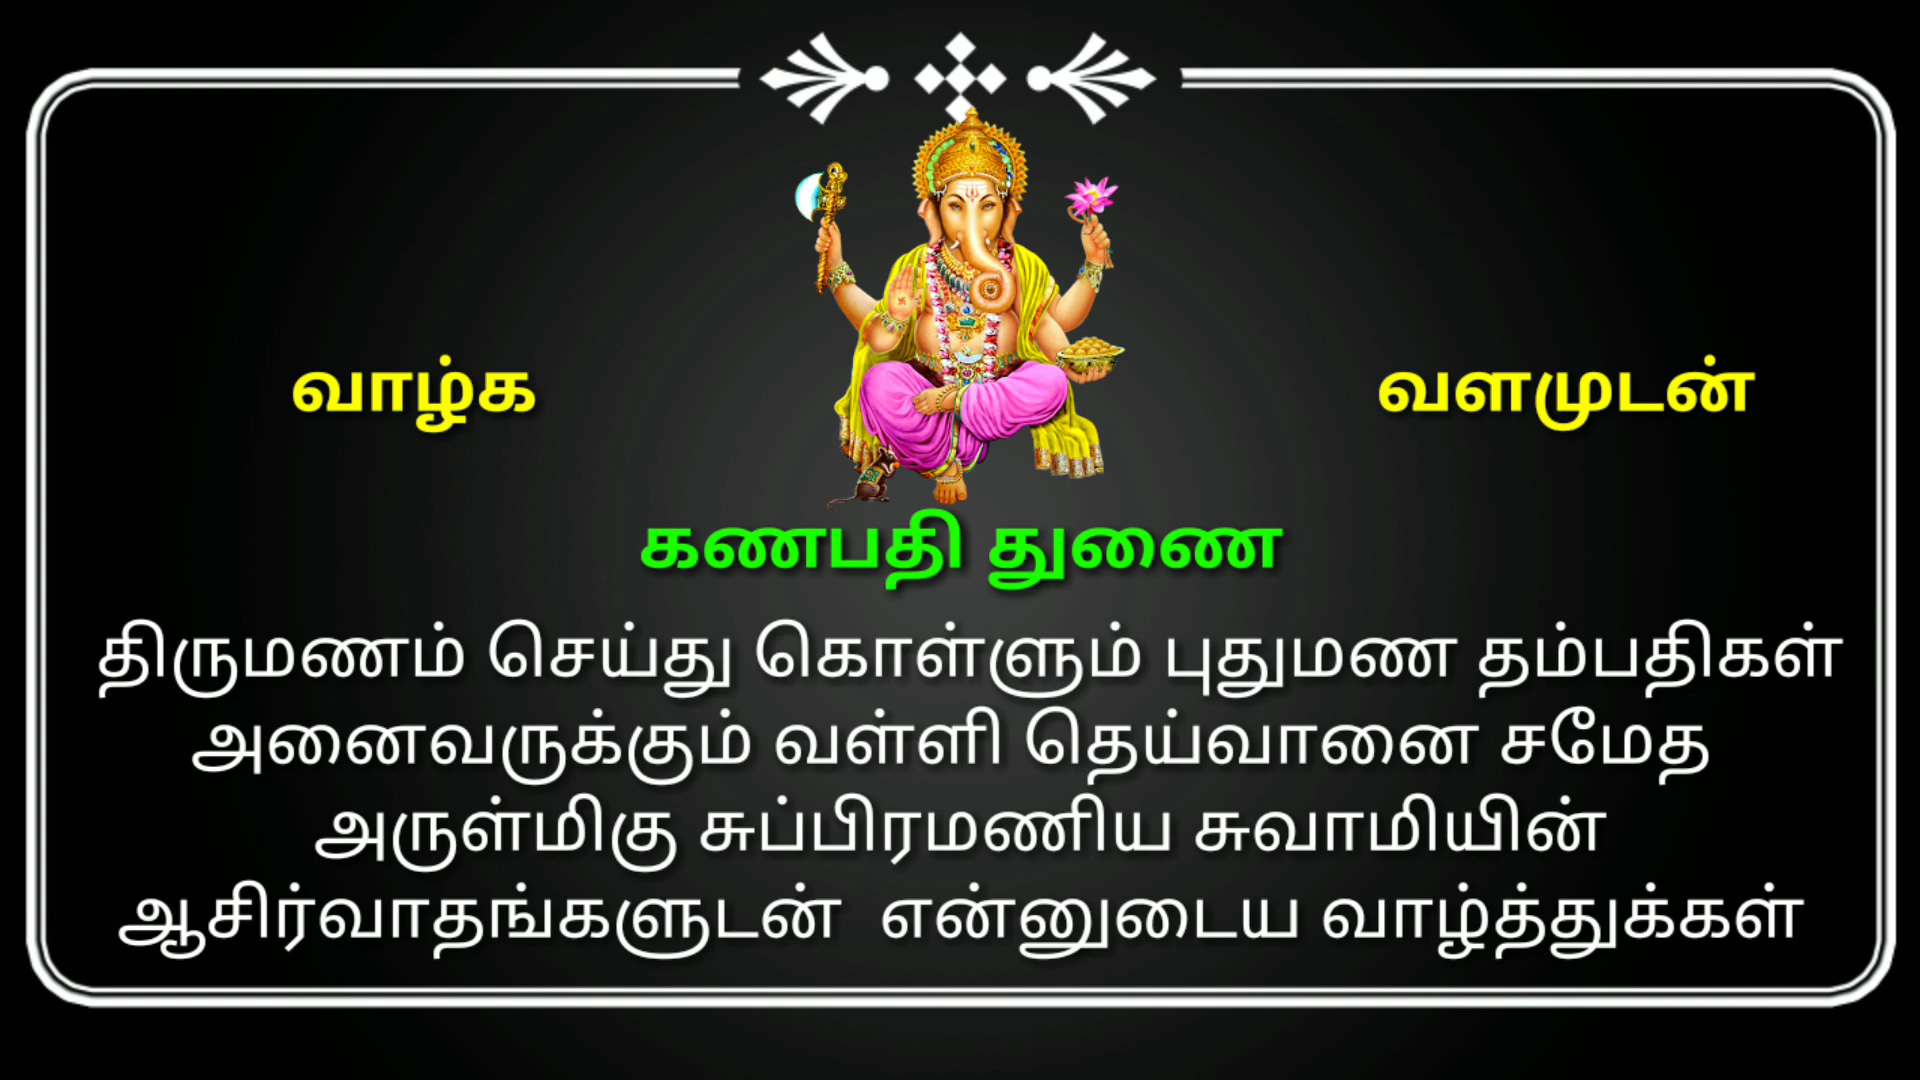 வாழ்க வளமுடன்
கணபதி துணை
திருமணம் செய்து கொள்ளும் புதுமண தம்பதிகள்
அனைவருக்கும் வள்ளி தெய்வானை சமேத
அருள்மிகு சுப்பிரமணிய சுவாமியின்
ஆசிர்வாதங்களுடன் என்னுடைய வாழ்த்துக்கள்